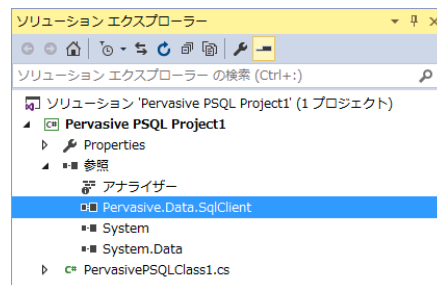 ソリューション エクスプローラー
ソリューション エクスプローラー の検索 (Ctrl+:)
ソリューション 'Pervasive PSQL Project1' (1 プロジェクト)
C# Pervasive PSQL Project1
Properties
参照
アナライザー
Pervasive.Data.SqlClient
System
System.Data
C# PervasivePSQLClass1.cs